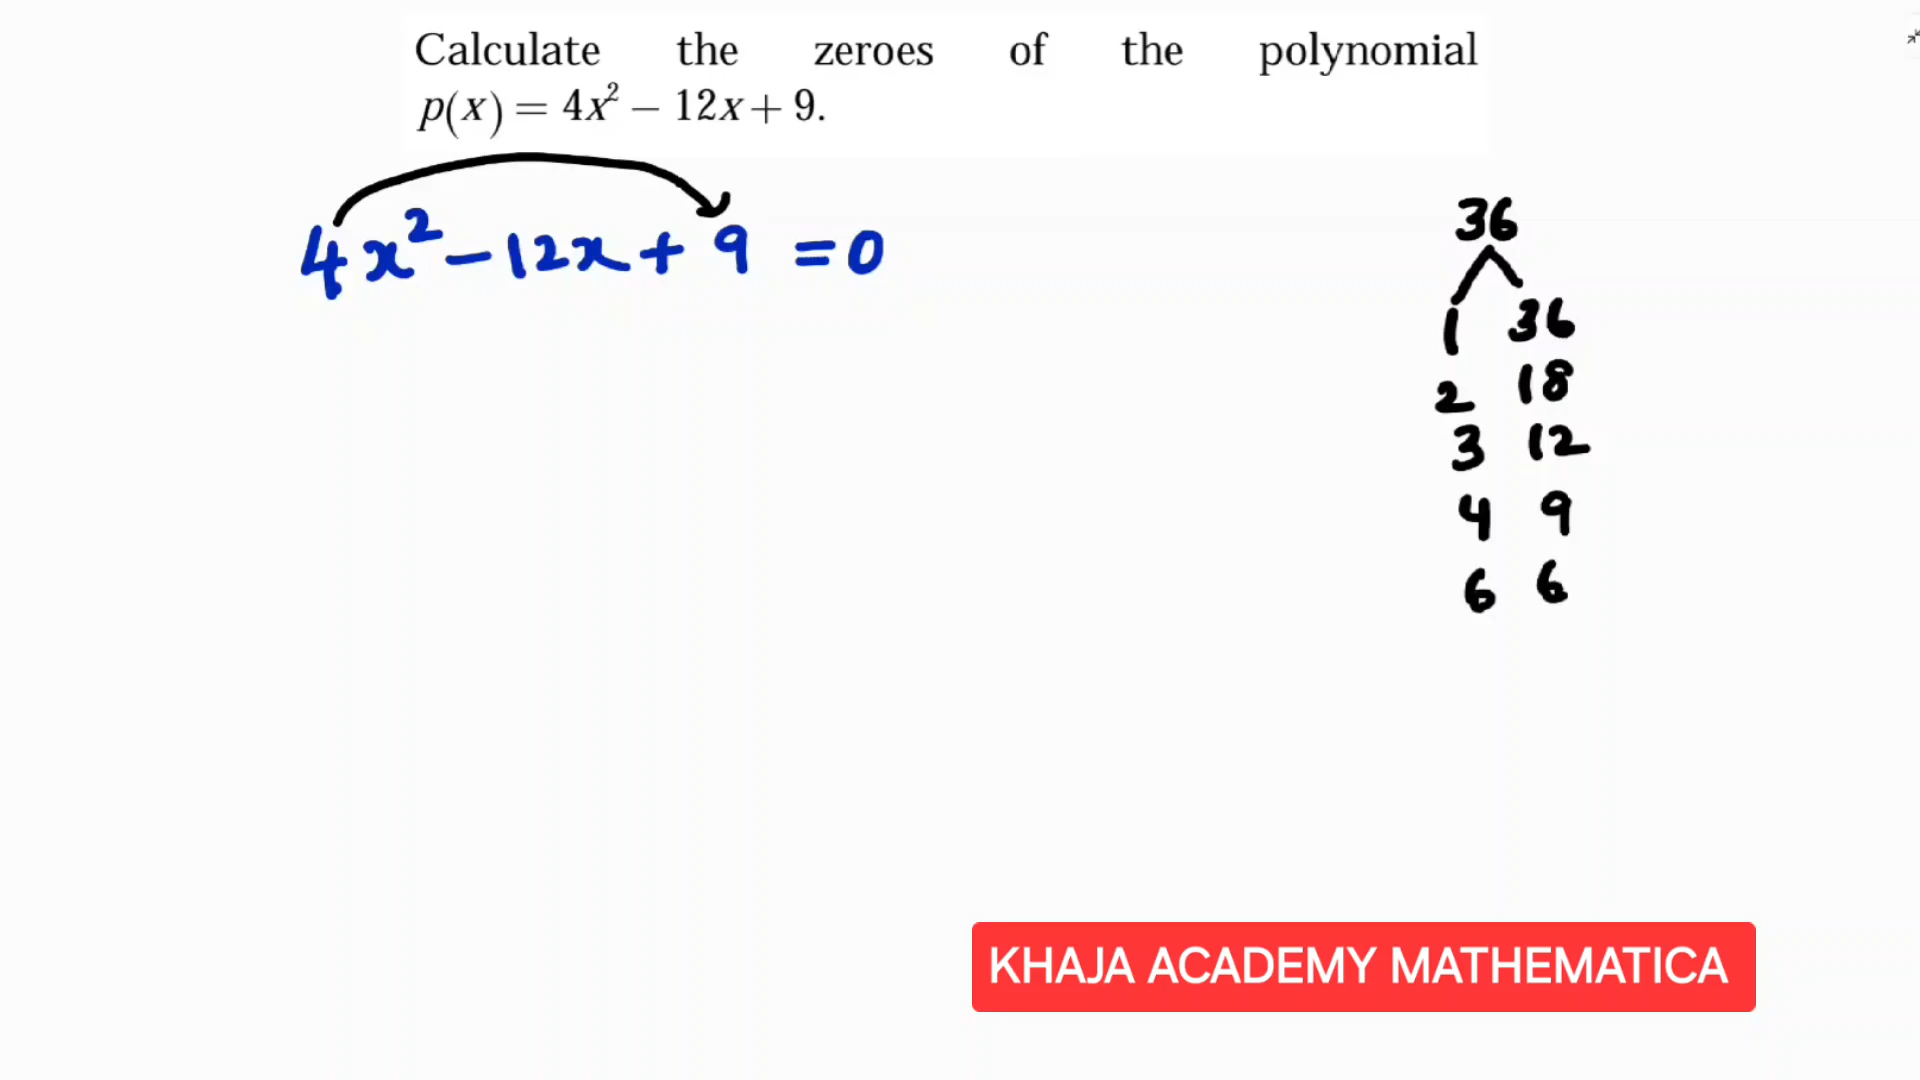 Calculate the zeroes of the polynomial
p(x) = 4x² − 12x + 9.
4x² − 12x + 9 = 0
36
1 36
2 18
3 12
4 9
6 6
KHAJA ACADEMY MATHEMATICA